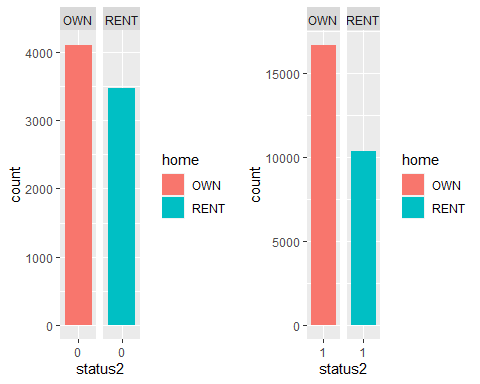 OWN RENT
4000
3000
2000
1000
0
count
0 0
status2
home
OWN
RENT
OWN RENT
15000
10000
5000
0
count
1 1
status2
home
OWN
RENT